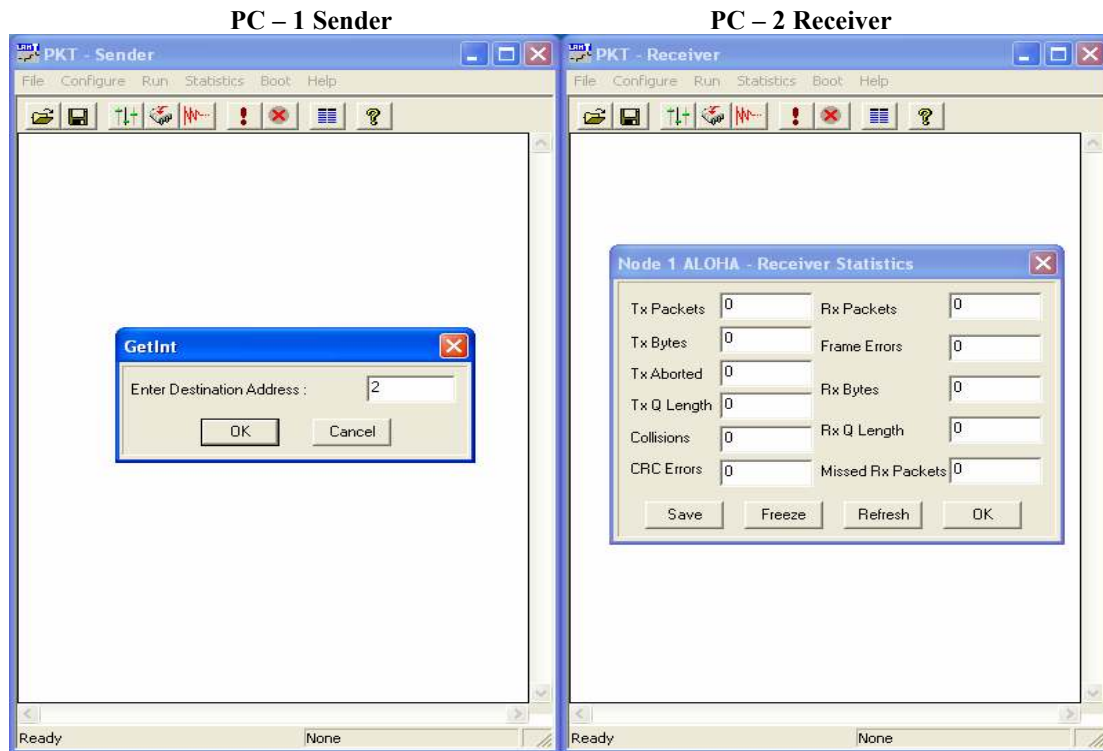 PC – 1 Sender
PKT - Sender
File Configure Run Statistics Boot Help
GetInt
Enter Destination Address : 2
OK Cancel
Ready None
PC – 2 Receiver
PKT - Receiver
File Configure Run Statistics Boot Help
Node 1 ALOHA - Receiver Statistics
Tx Packets 0 Rx Packets 0
Tx Bytes 0 Frame Errors 0
Tx Aborted 0 Rx Bytes 0
Tx Q Length 0 Rx Q Length 0
Collisions 0
CRC Errors 0 Missed Rx Packets 0
Save Freeze Refresh OK
Ready None